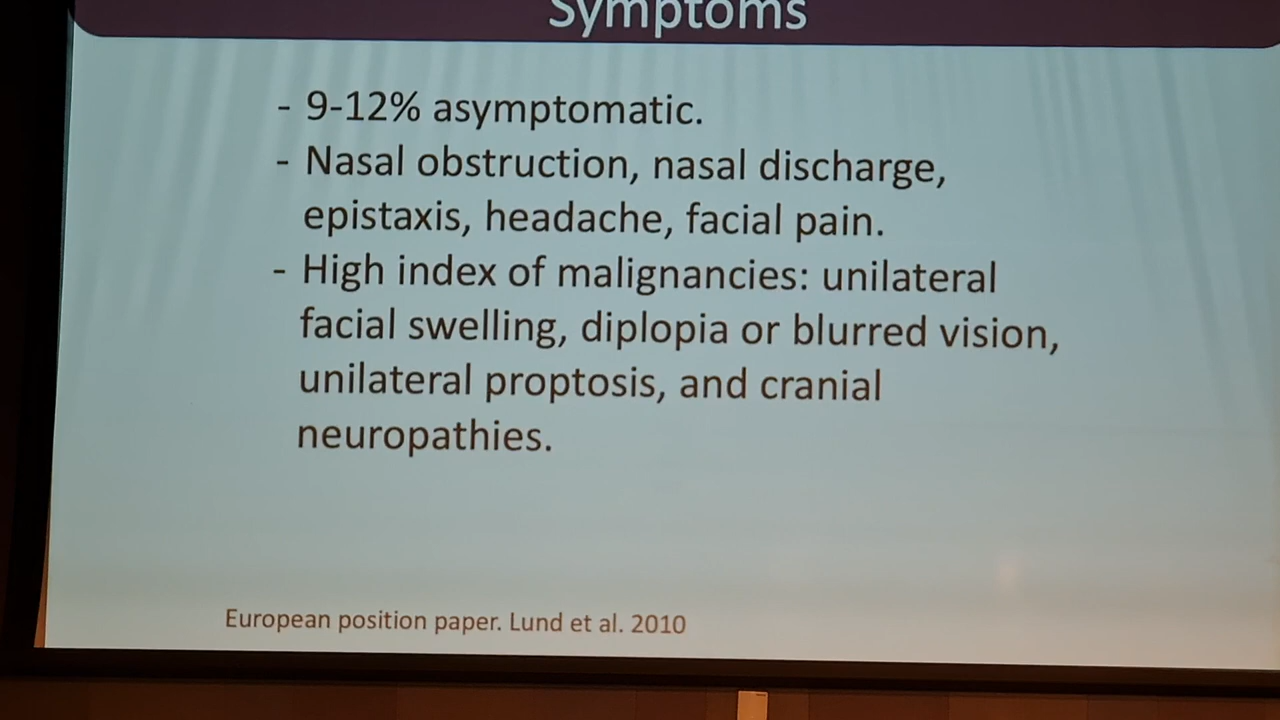 Symptoms
- 9-12% asymptomatic.
- Nasal obstruction, nasal discharge,
epistaxis, headache, facial pain.
- High index of malignancies: unilateral
facial swelling, diplopia or blurred vision,
unilateral proptosis, and cranial
neuropathies.
European position paper. Lund et al. 2010